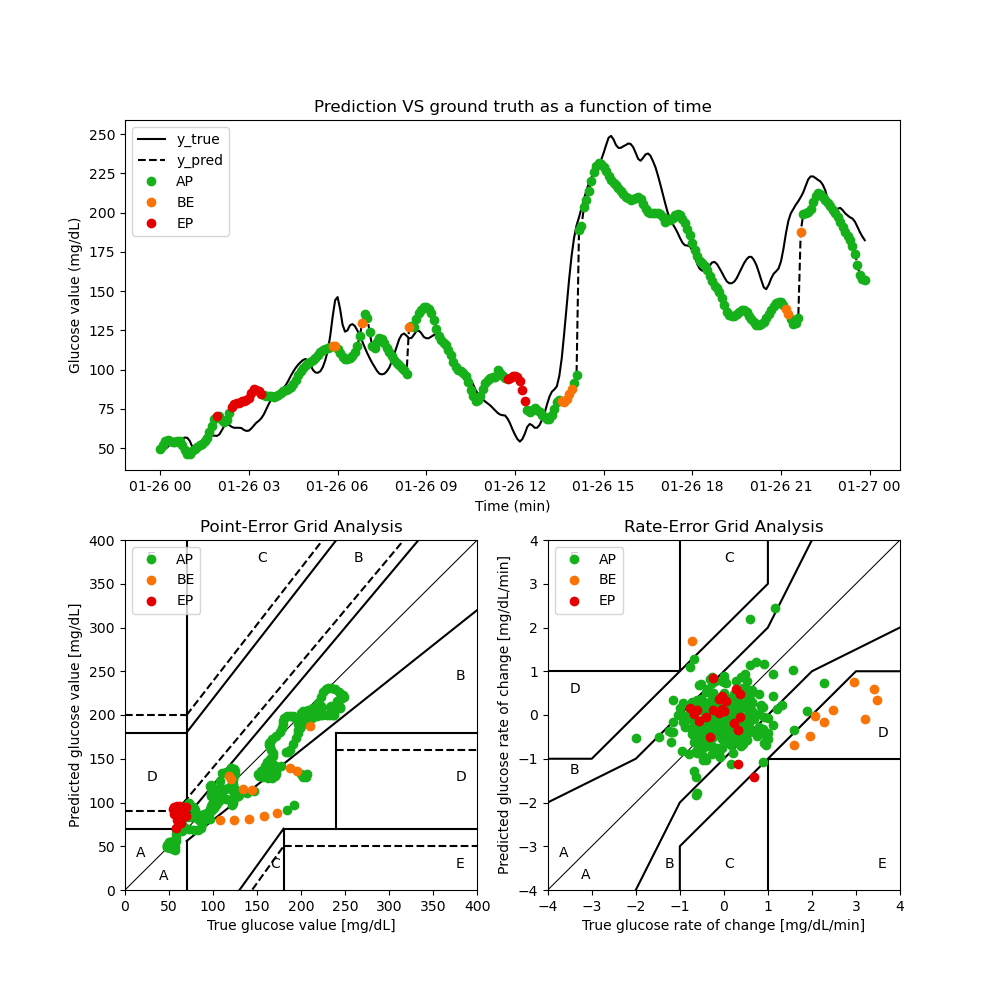 Prediction VS ground truth as a function of time
y_true
y_pred
AP
BE
EP
Glucose value (mg/dL)
250
225
200
175
150
125
100
75
50
01-26 00 01-26 03 01-26 06 01-26 09 01-26 12 01-26 15 01-26 18 01-26 21 01-27 00
Time (min)
Point-Error Grid Analysis
AP
BE
EP
Predicted glucose value [mg/dL]
400
350
300
250
200
150
100
50
0
C
B
B
D
D
A
A
C
E
0 50 100 150 200 250 300 350 400
True glucose value [mg/dL]
Rate-Error Grid Analysis
AP
BE
EP
Predicted glucose rate of change [mg/dL/min]
4
3
2
1
0
−1
−2
−3
−4
C
D
D
B
A
A
B
C
E
−4 −3 −2 −1 0 1 2 3 4
True glucose rate of change [mg/dL/min]